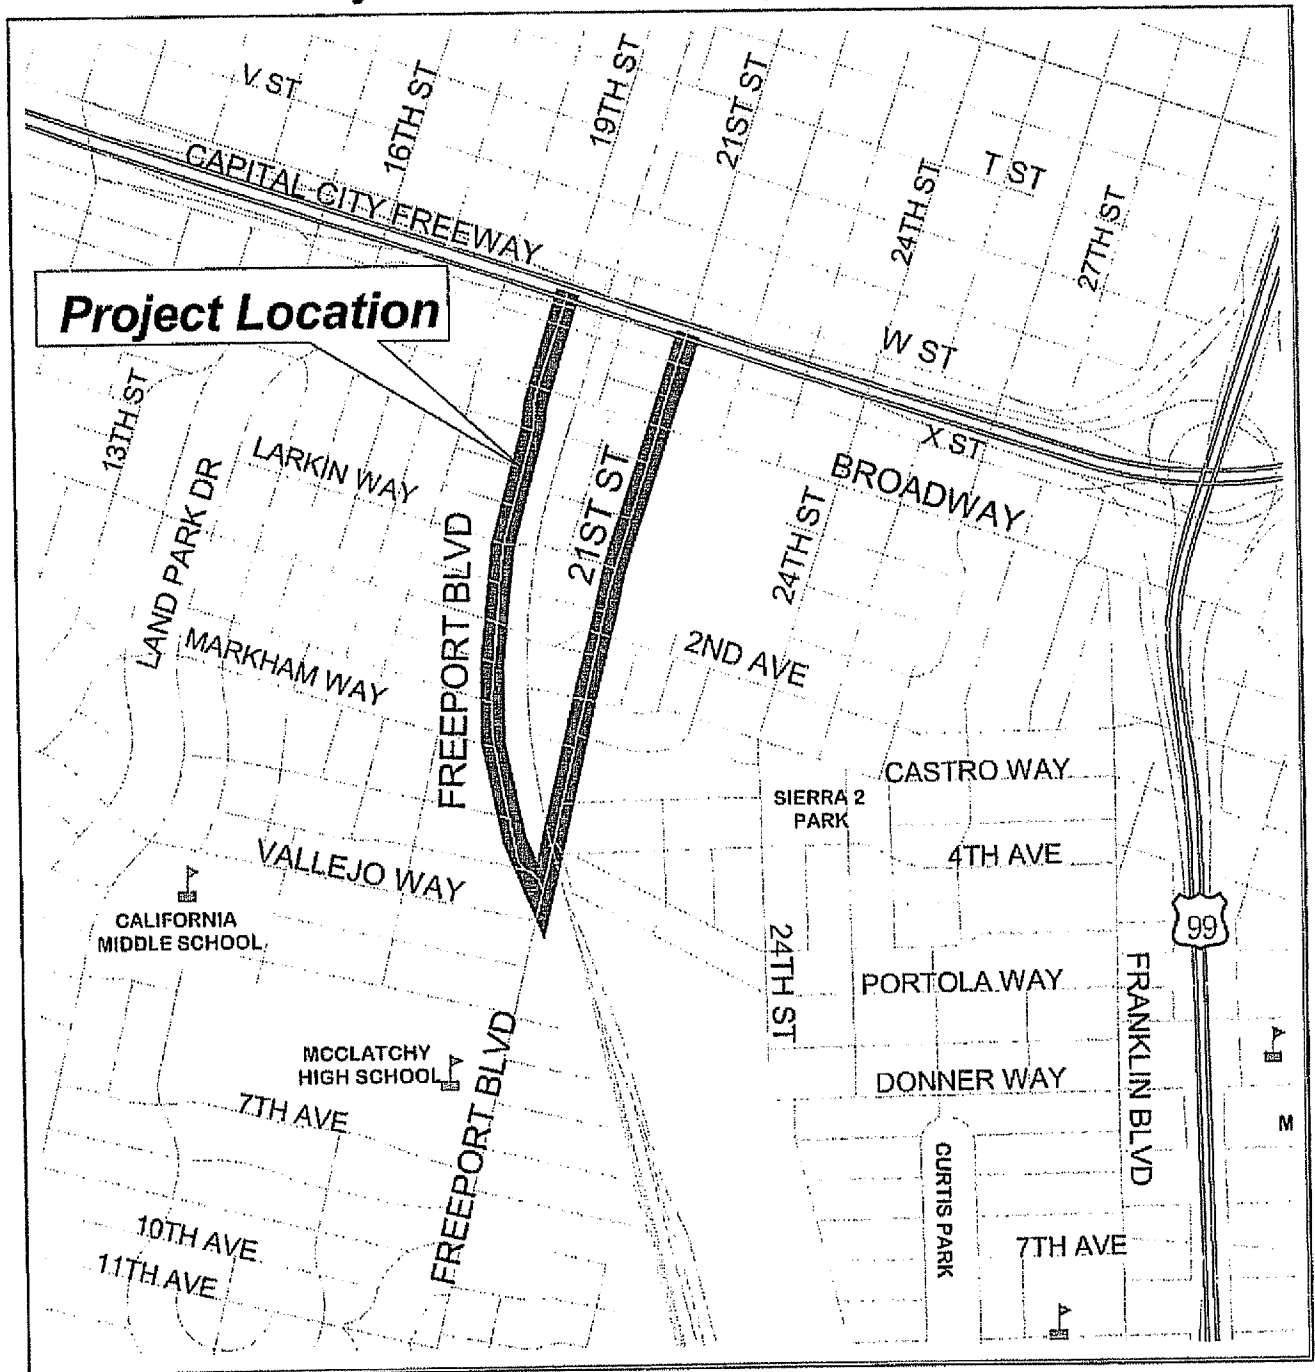 V ST
16TH ST
19TH ST
21ST ST
24TH ST
T ST
27TH ST
CAPITAL CITY FREEWAY
Project Location
W ST
X ST
BROADWAY
13TH ST
LAND PARK DR
LARKIN WAY
FREEPORT BLVD
21ST ST
24TH ST
MARKHAM WAY
2ND AVE
CASTRO WAY
SIERRA 2
PARK
4TH AVE
VALLEJO WAY
CALIFORNIA
MIDDLE SCHOOL
99
24TH ST
PORTOLA WAY
FRANKLIN BLVD
MCCLATCHY
HIGH SCHOOL
FREEPORT BLVD
DONNER WAY
7TH AVE
M
CURTIS PARK
10TH AVE
11TH AVE
7TH AVE